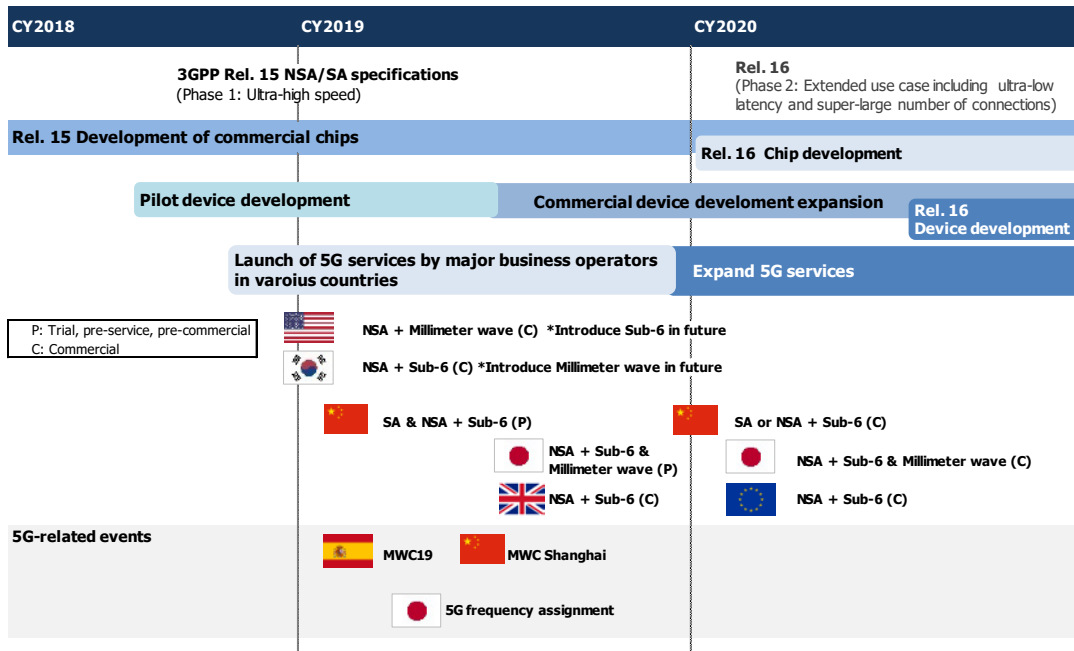 CY2018
CY2019
CY2020
3GPP Rel. 15 NSA/SA specifications
(Phase 1: Ultra-high speed)
Rel. 16
(Phase 2: Extended use case including ultra-low
latency and super-large number of connections)
Rel. 15 Development of commercial chips
Rel. 16 Chip development
Pilot device development
Commercial device develoment expansion
Rel. 16
Device development
Launch of 5G services by major business operators
in varoius countries
Expand 5G services
P: Trial, pre-service, pre-commercial
C: Commercial
NSA + Millimeter wave (C) *Introduce Sub-6 in future
NSA + Sub-6 (C) *Introduce Millimeter wave in future
SA & NSA + Sub-6 (P)
SA or NSA + Sub-6 (C)
NSA + Sub-6 &
Millimeter wave (P)
NSA + Sub-6 & Millimeter wave (C)
NSA + Sub-6 (C)
NSA + Sub-6 (C)
5G-related events
MWC19
MWC Shanghai
5G frequency assignment